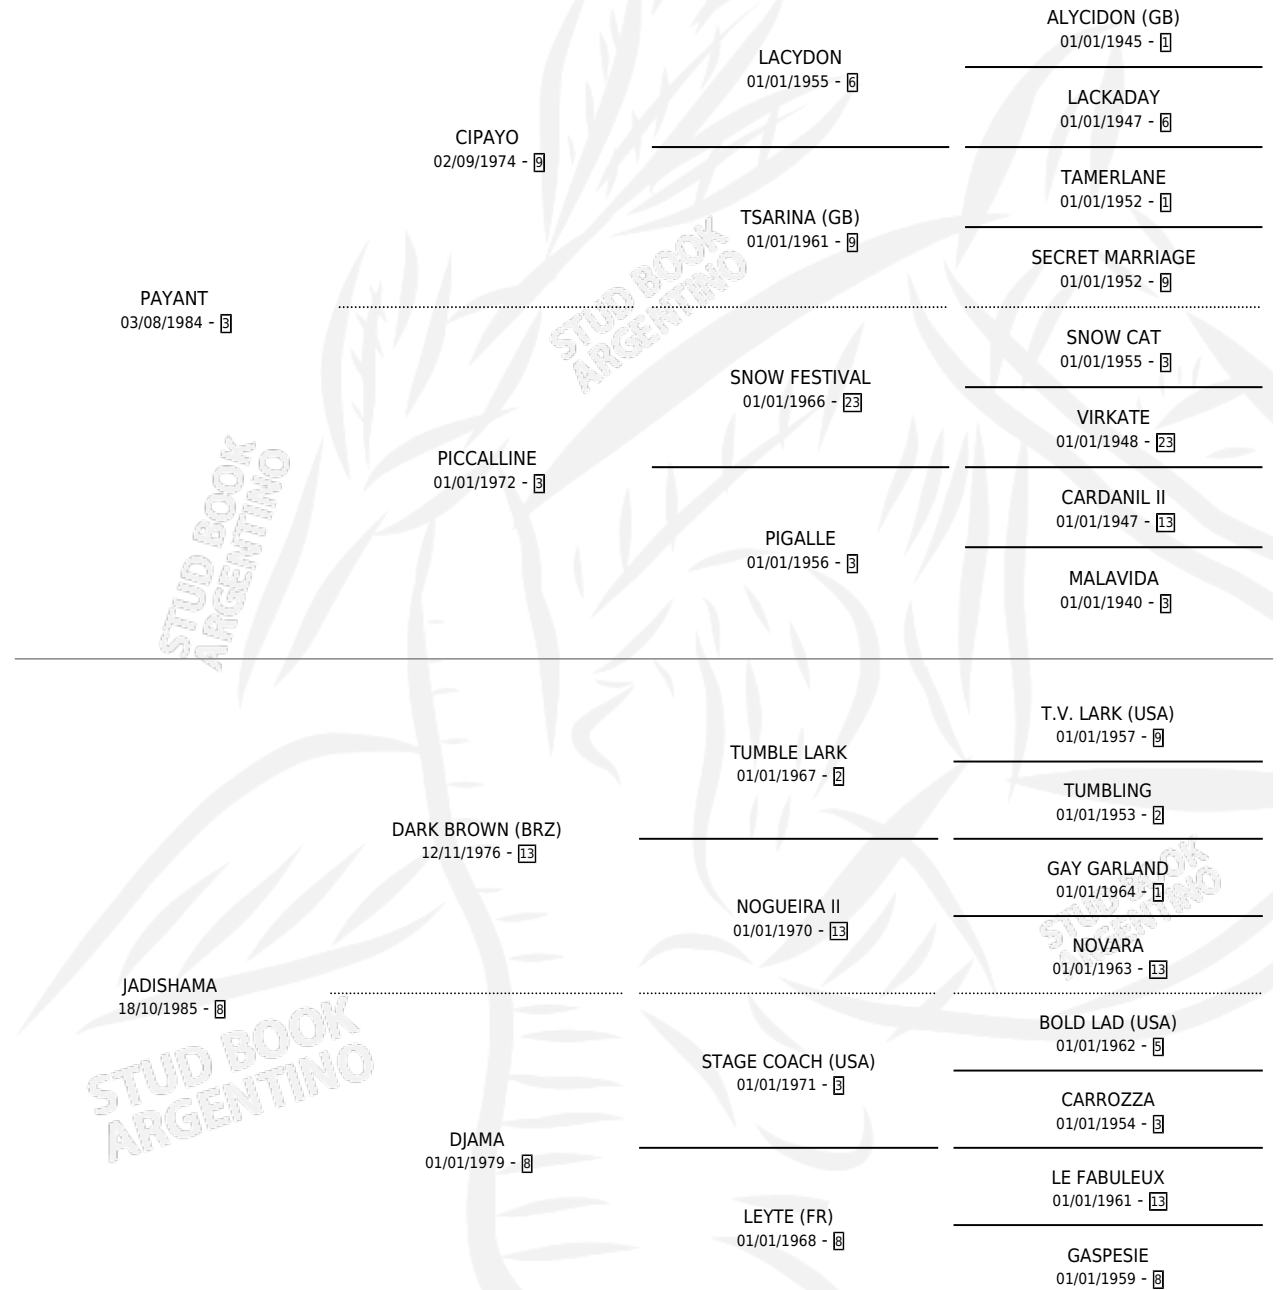 ALYCIDON (GB)
01/01/1945 - 1
LACYDON
01/01/1955 - 6
LACKADAY
01/01/1947 - 6
CIPAYO
02/09/1974 - 9
TAMERLANE
01/01/1952 - 1
TSARINA (GB)
01/01/1961 - 9
SECRET MARRIAGE
01/01/1952 - 9
PAYANT
03/08/1984 - 3
SNOW CAT
01/01/1955 - 3
SNOW FESTIVAL
01/01/1966 - 23
VIRKATE
01/01/1948 - 23
PICCALLINE
01/01/1972 - 3
CARDANIL II
01/01/1947 - 13
PIGALLE
01/01/1956 - 3
MALAVIDA
01/01/1940 - 3
STUD BOOK
ARGENTINO
STUD BOOK
ARGENTINO
T.V. LARK (USA)
01/01/1957 - 9
TUMBLE LARK
01/01/1967 - 2
TUMBLING
01/01/1953 - 2
DARK BROWN (BRZ)
12/11/1976 - 13
GAY GARLAND
01/01/1964 - 1
NOGUEIRA II
01/01/1970 - 13
NOVARA
01/01/1963 - 13
JADISHAMA
18/10/1985 - 8
BOLD LAD (USA)
01/01/1962 - 5
STAGE COACH (USA)
01/01/1971 - 3
CARROZZA
01/01/1954 - 3
DJAMA
01/01/1979 - 8
LE FABULEUX
01/01/1961 - 13
LEYTE (FR)
01/01/1968 - 8
GASPESIE
01/01/1959 - 8
STUD BOOK
ARGENTINO
STUD BOOK
ARGENTINO